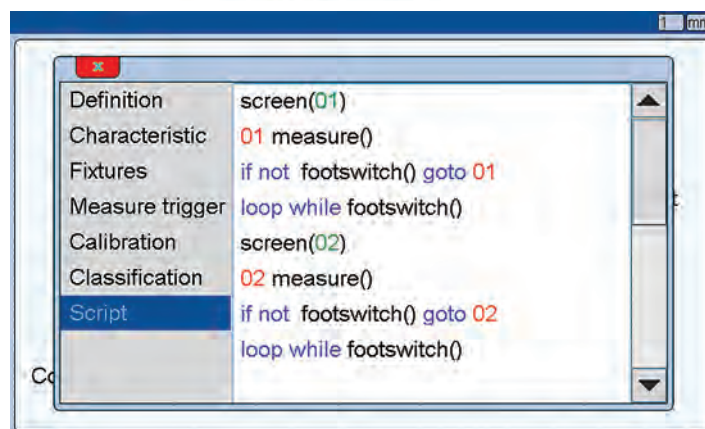 1 mm
x
Definition
Characteristic
Fixtures
Measure trigger
Calibration
Classification
Script
screen(01)
01 measure()
if not footswitch() goto 01
loop while footswitch()
screen(02)
02 measure()
if not footswitch() goto 02
loop while footswitch()